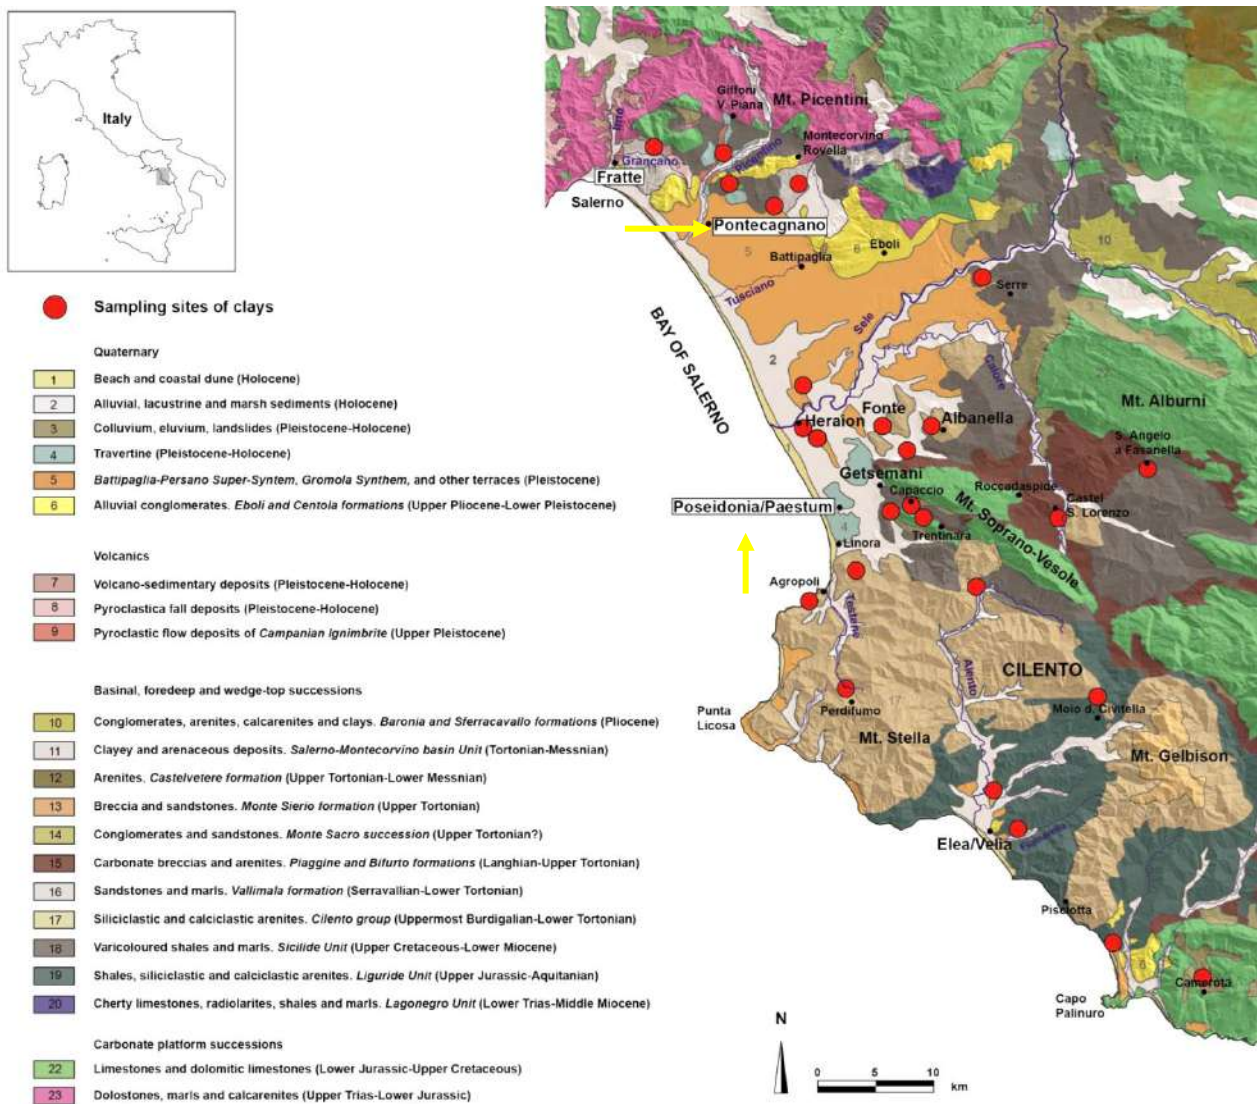 Italy
Sampling sites of clays
Quaternary
1 Beach and coastal dune (Holocene)
2 Alluvial, lacustrine and marsh sediments (Holocene)
3 Colluvium, eluvium, landslides (Pleistocene-Holocene)
4 Travertine (Pleistocene-Holocene)
5 Battipaglia-Persano Super-Syntem, Gromola Synthem, and other terraces (Pleistocene)
6 Alluvial conglomerates. Eboli and Centola formations (Upper Pliocene-Lower Pleistocene)
Volcanics
7 Volcano-sedimentary deposits (Pleistocene-Holocene)
8 Pyroclastica fall deposits (Pleistocene-Holocene)
9 Pyroclastic flow deposits of Campanian Ignimbrite (Upper Pleistocene)
Basinal, foredeep and wedge-top successions
10 Conglomerates, arenites, calcarenites and clays. Baronia and Sferracavallo formations (Pliocene)
11 Clayey and arenaceous deposits. Salerno-Montecorvino basin Unit (Tortonian-Messnian)
12 Arenites. Castelvetere formation (Upper Tortonian-Lower Messnian)
13 Breccia and sandstones. Monte Sierio formation (Upper Tortonian)
14 Conglomerates and sandstones. Monte Sacro succession (Upper Tortonian?)
15 Carbonate breccias and arenites. Piaggine and Bifurto formations (Langhian-Upper Tortonian)
16 Sandstones and marls. Vallimala formation (Serravallian-Lower Tortonian)
17 Siliciclastic and calciclastic arenites. Cilento group (Uppermost Burdigalian-Lower Tortonian)
18 Varicoloured shales and marls. Sicilide Unit (Upper Cretaceous-Lower Miocene)
19 Shales, siliciclastic and calciclastic arenites. Liguride Unit (Upper Jurassic-Aquitanian)
20 Cherty limestones, radiolarites, shales and marls. Lagonegro Unit (Lower Trias-Middle Miocene)
Carbonate platform successions
22 Limestones and dolomitic limestones (Lower Jurassic-Upper Cretaceous)
23 Dolostones, marls and calcarenites (Upper Trias-Lower Jurassic)
Giffoni
V. Piana
Mt. Picentini
Irno
Montecorvino
Rovella
Grancano
Picentino
Fratte
Salerno
Pontecagnano
5
6
Eboli
10
Battipaglia
Tusciano
Serre
Sele
BAY OF SALERNO
2
Calore
Mt. Alburni
Fonte
Albanella
Heraion
1
S. Angelo
a Fasanella
Getsemani
Capaccio
Roccadaspide
Castel
S. Lorenzo
Poseidonia/Paestum
4
Trentinara
Mt. Soprano-Vesole
Linora
Agropoli
Testene
Alento
CILENTO
Perdifumo
Moio d. Civitella
Punta
Licosa
Mt. Stella
Mt. Gelbison
Elea/Velia
Pisciotta
6
Camerota
Capo
Palinuro
N
0 5 10
km